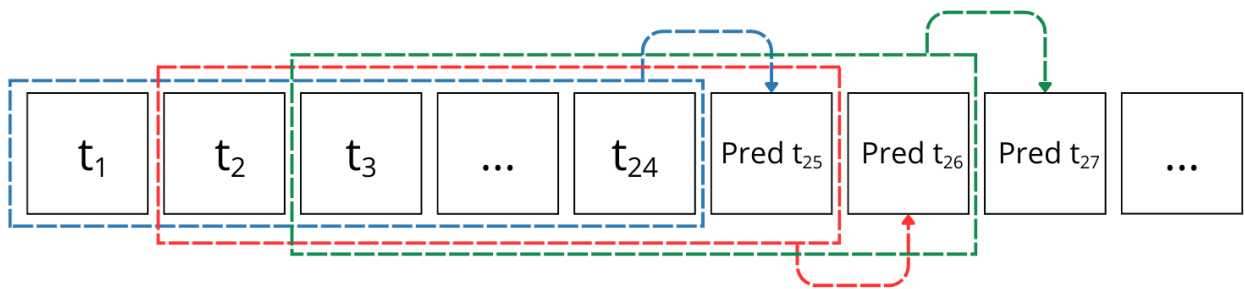 t₁ t₂ t₃ ... t₂₄ Pred t₂₅ Pred t₂₆ Pred t₂₇ ...